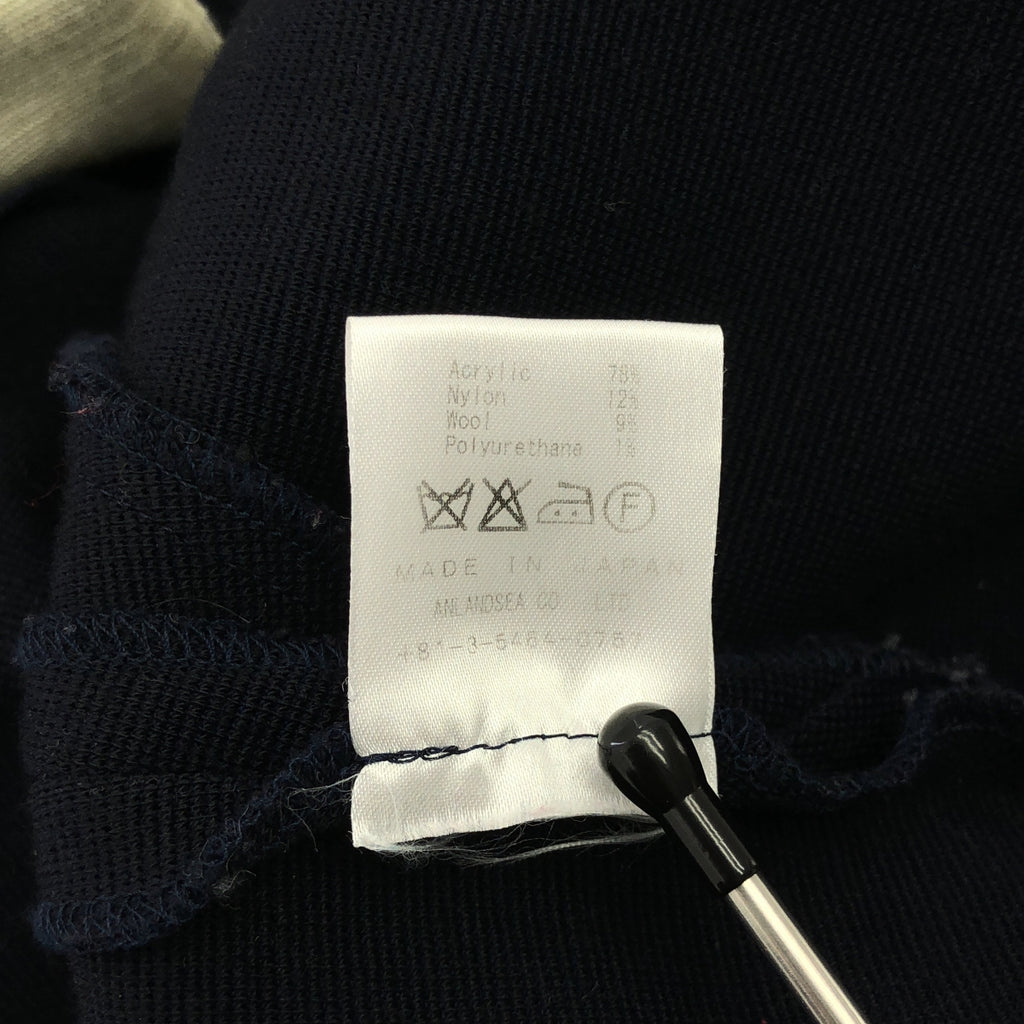 Acrylic 78%
Nylon 12%
Wool 9%
Polyurethane 1%
F
MADE IN JAPAN
ANLANDSEA CO LTD
+81-3-5464-0757